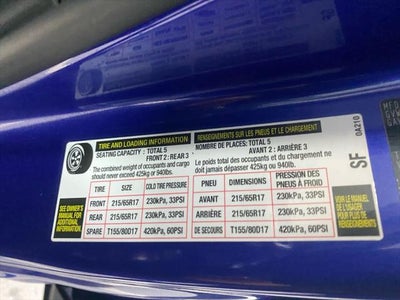 TIRE AND LOADING INFORMATION
SEATING CAPACITY : TOTAL 5
FRONT 2 : REAR 3
The combined weight of occupants and cargo
should never exceed 425kg or 940lb.
RENSEIGNEMENTS SUR LES PNEUS ET LE CHARGEMENT
NOMBRE DE PLACES: TOTAL 5
AVANT 2 : ARRIÈRE 3
Le poids total des occupants et du chargement ne
doit jamais dépasser 425kg ou 940lb.
TIRE SIZE COLD TIRE PRESSURE PNEU DIMENSIONS PRESSION DES
PNEUS À FROID
FRONT 215/65R17 230kPa, 33PSI AVANT 215/65R17 230kPa, 33PSI
REAR 215/65R17 230kPa, 33PSI ARRIÈRE 215/65R17 230kPa, 33PSI
SPARE T155/80D17 420kPa, 60PSI DE SECOURS T155/80D17 420kPa, 60PSI
SEE OWNER'S
MANUAL FOR
ADDITIONAL
INFORMATION
VOIR LE MANUEL
DE L'USAGER
POUR PLUS DE
RENSEIGNEMENTS
SF
0A210